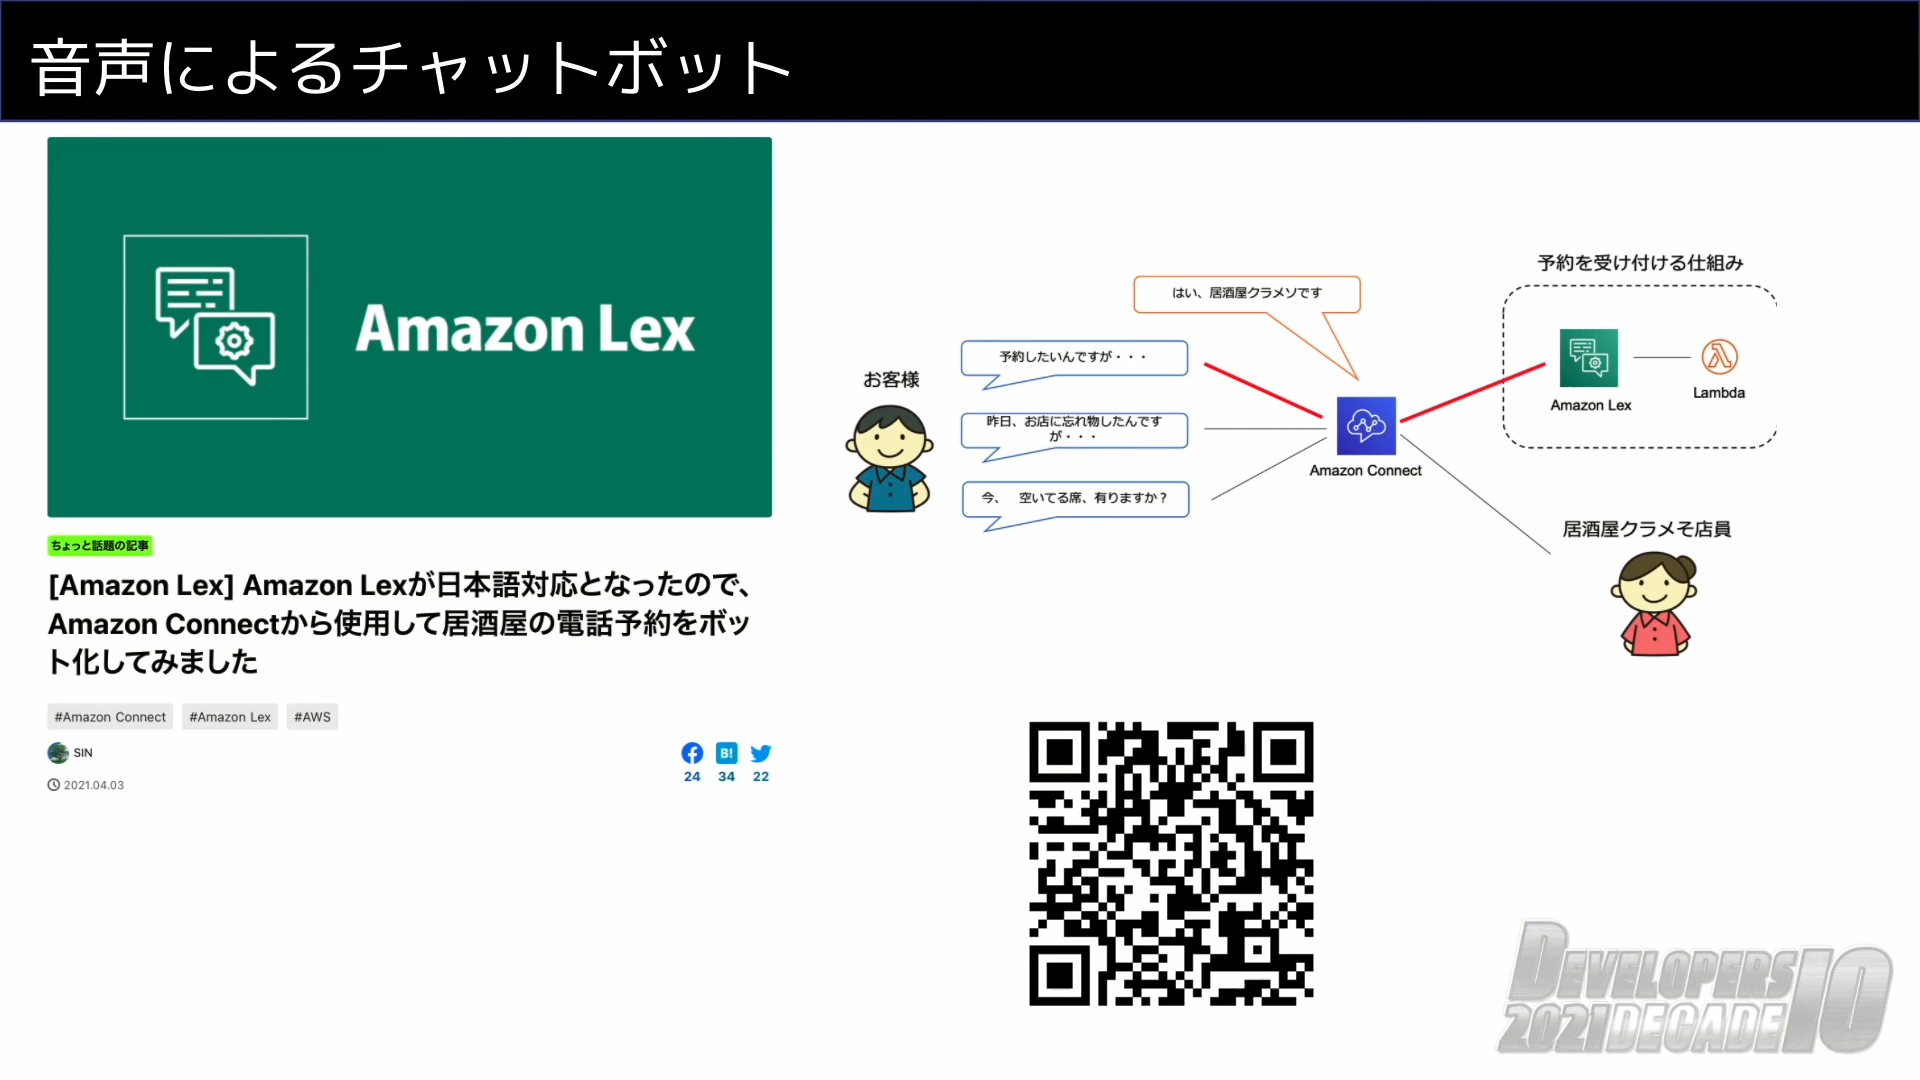 音声によるチャットボット
Amazon Lex
ちょっと話題の記事
[Amazon Lex] Amazon Lexが日本語対応となったので、
Amazon Connectから使用して居酒屋の電話予約をボッ
ト化してみました
#Amazon Connect #Amazon Lex #AWS
SIN
2021.04.03
B!
24 34 22
はい、居酒屋クラメソです
お客様
予約したいんですが・・・
昨日、お店に忘れ物したんです
が・・・
今、　空いてる席、有りますか？
Amazon Connect
予約を受け付ける仕組み
Amazon Lex
Lambda
居酒屋クラメそ店員
DEVELOPERS
2021 DECADE 10